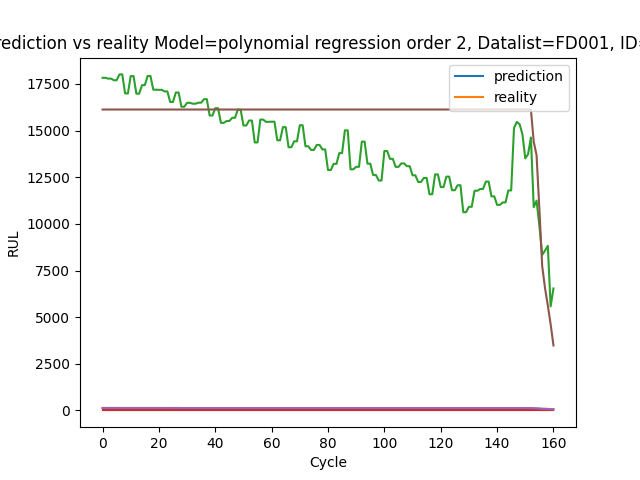 rediction vs reality Model=polynomial regression order 2, Datalist=FD001, ID=
prediction
reality
17500
15000
12500
10000
7500
5000
2500
0
RUL
0 20 40 60 80 100 120 140 160
Cycle